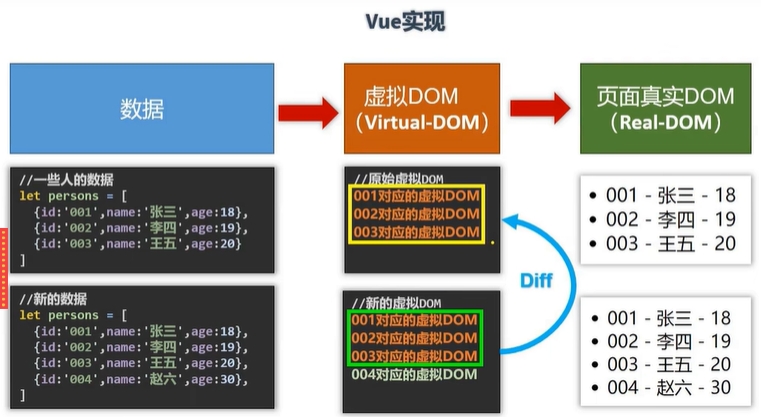 Vue实现
数据
虚拟DOM
（Virtual-DOM）
页面真实DOM
（Real-DOM）
//一些人的数据
let persons = [
{id:'001',name:'张三',age:18},
{id:'002',name:'李四',age:19},
{id:'003',name:'王五',age:20}
]
//原始虚拟DOM
001对应的虚拟DOM
002对应的虚拟DOM
003对应的虚拟DOM
• 001 - 张三 - 18
• 002 - 李四 - 19
• 003 - 王五 - 20
Diff
//新的数据
let persons = [
{id:'001',name:'张三',age:18},
{id:'002',name:'李四',age:19},
{id:'003',name:'王五',age:20},
{id:'004',name:'赵六',age:30},
]
//新的虚拟DOM
001对应的虚拟DOM
002对应的虚拟DOM
003对应的虚拟DOM
004对应的虚拟DOM
• 001 - 张三 - 18
• 002 - 李四 - 19
• 003 - 王五 - 20
• 004 - 赵六 - 30